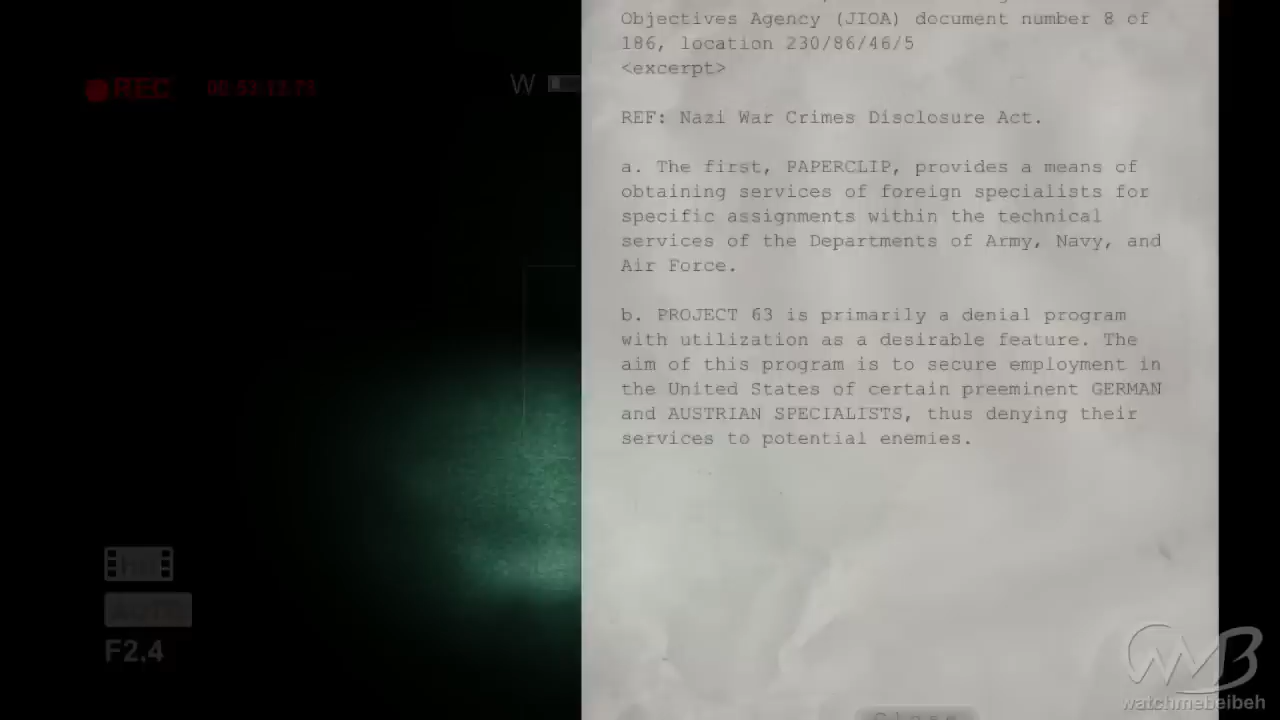 Objectives Agency (JIOA) document number 8 of
186, location 230/86/46/5
<excerpt>
REF: Nazi War Crimes Disclosure Act.
a. The first, PAPERCLIP, provides a means of
obtaining services of foreign specialists for
specific assignments within the technical
services of the Departments of Army, Navy, and
Air Force.
b. PROJECT 63 is primarily a denial program
with utilization as a desirable feature. The
aim of this program is to secure employment in
the United States of certain preeminent GERMAN
and AUSTRIAN SPECIALISTS, thus denying their
services to potential enemies.
REC
W
AUTO
F2,4
Close
WMB
watchmebeibeh